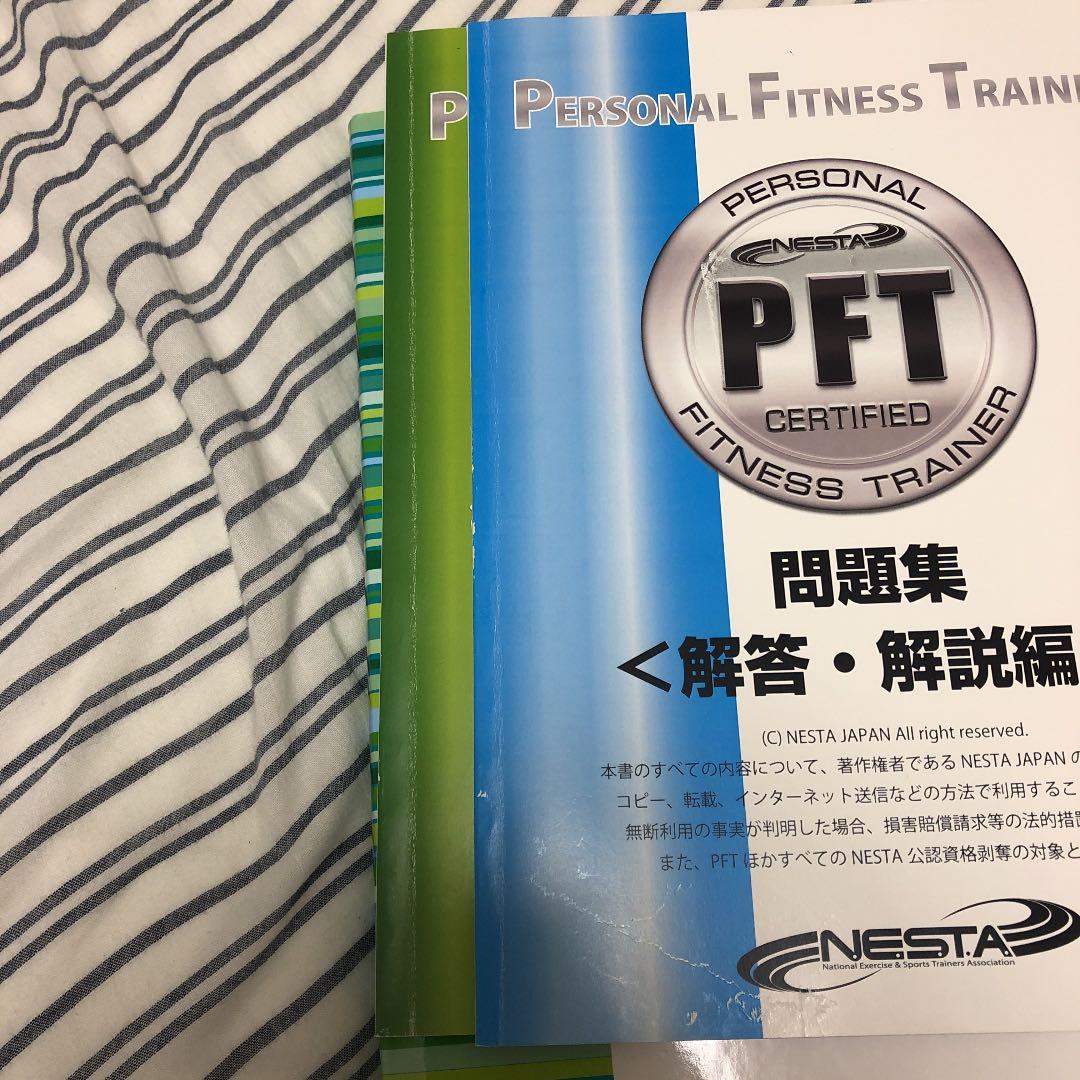 P
PERSONAL FITNESS TRAIN
PERSONAL
NESTA
PFT
CERTIFIED
FITNESS TRAINER
問題集
<解答・解説編
(C) NESTA JAPAN All right reserved.
本書のすべての内容について、著作権者である NESTA JAPAN の
コピー、転載、インターネット送信などの方法で利用するこ
無断利用の事実が判明した場合、損害賠償請求等の法的措
また、PFT ほかすべての NESTA 公認資格剥奪の対象と
N.E.S.T.A
National Exercise & Sports Trainers Association